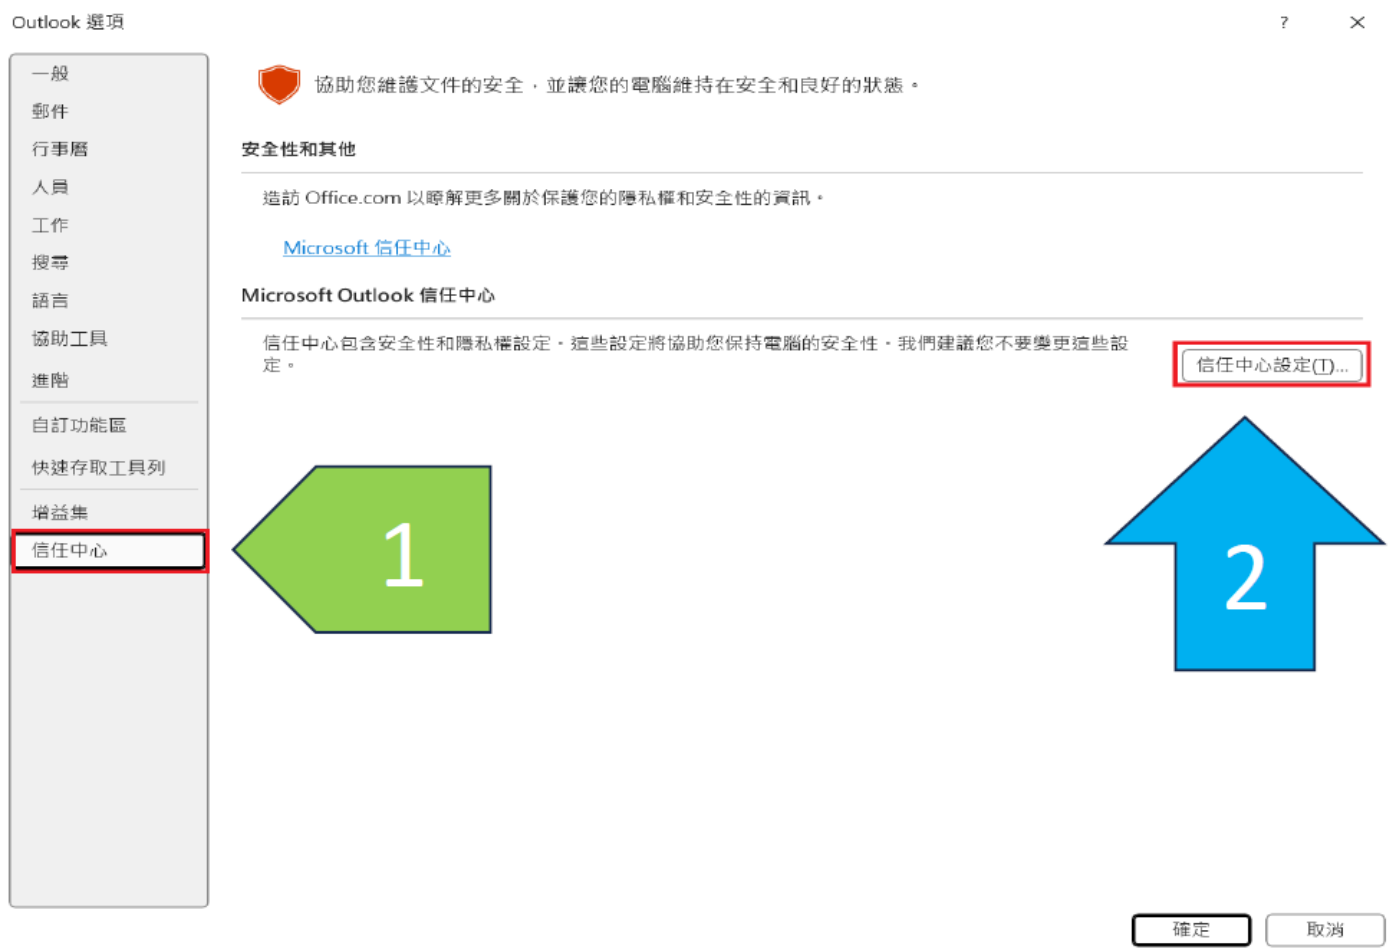 Outlook 選項
?
一般
郵件
行事曆
人員
工作
搜尋
語言
協助工具
進階
自訂功能區
快速存取工具列
增益集
信任中心
協助您維護文件的安全，並讓您的電腦維持在安全和良好的狀態。
安全性和其他
造訪 Office.com 以瞭解更多關於保護您的隱私權和安全性的資訊。
Microsoft 信任中心
Microsoft Outlook 信任中心
信任中心包含安全性和隱私權設定。這些設定將協助您保持電腦的安全性。我們建議您不要變更這些設
定。
信任中心設定(T)...
1
2
確定
取消